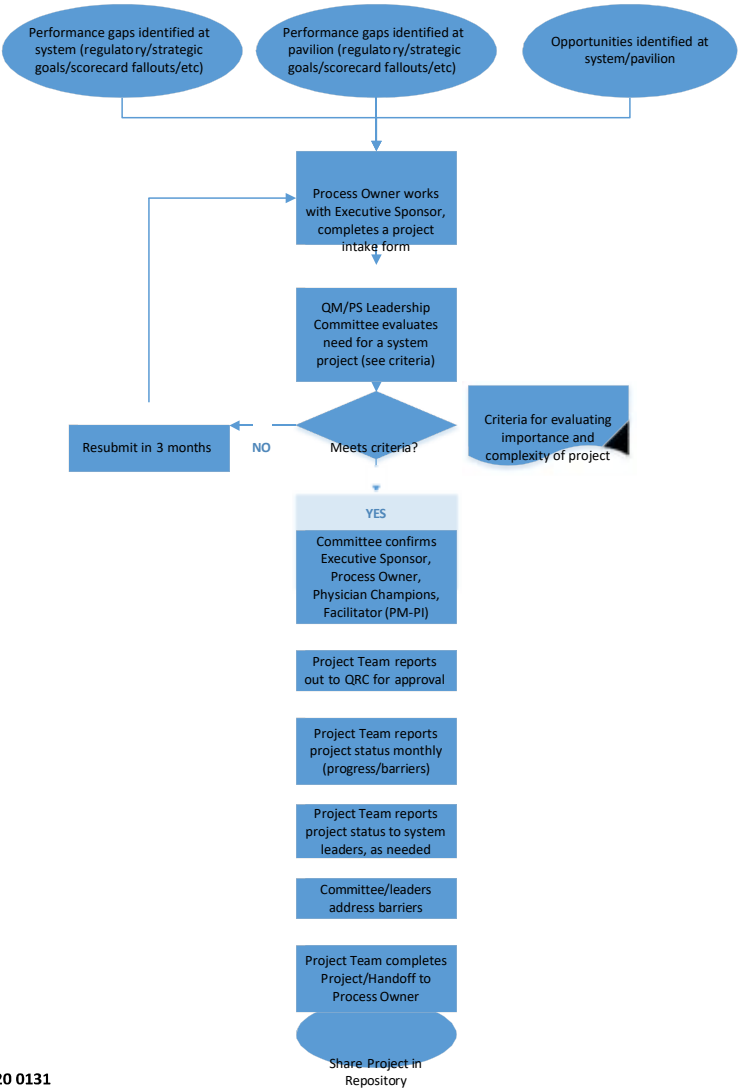 Performance gaps identified at
system (regulatory/strategic
goals/scorecard fallouts/etc)
Performance gaps identified at
pavilion (regulatory/strategic
goals/scorecard fallouts/etc)
Opportunities identified at
system/pavilion
Process Owner works
with Executive Sponsor,
completes a project
intake form
QM/PS Leadership
Committee evaluates
need for a system
project (see criteria)
Criteria for evaluating
importance and
complexity of project
Resubmit in 3 months
NO
Meets criteria?
YES
Committee confirms
Executive Sponsor,
Process Owner,
Physician Champions,
Facilitator (PM-PI)
Project Team reports
out to QRC for approval
Project Team reports
project status monthly
(progress/barriers)
Project Team reports
project status to system
leaders, as needed
Committee/leaders
address barriers
Project Team completes
Project/Handoff to
Process Owner
Share Project in
Repository
20 0131